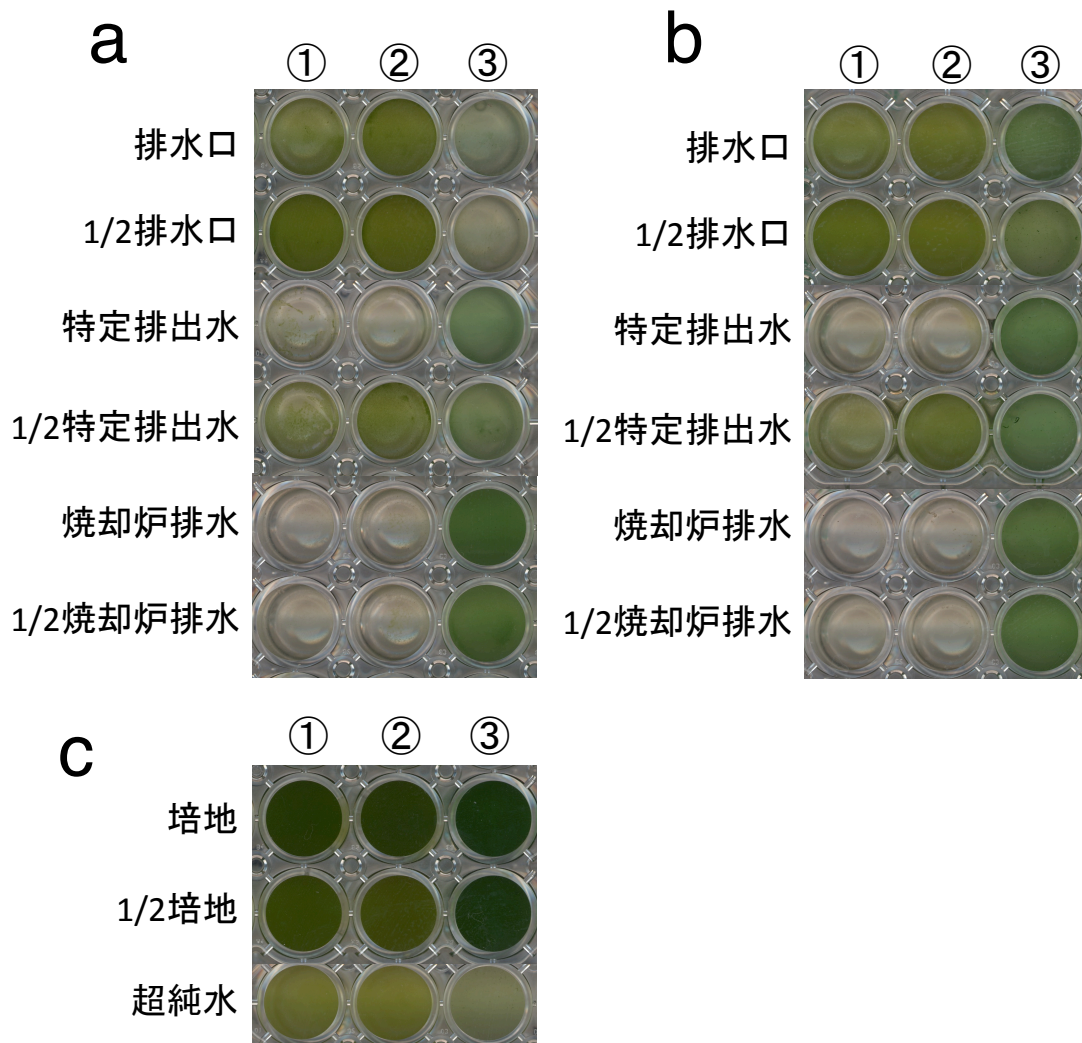 a
① ② ③
排水口
1/2排水口
特定排出水
1/2特定排出水
焼却炉排水
1/2焼却炉排水
b
① ② ③
排水口
1/2排水口
特定排出水
1/2特定排出水
焼却炉排水
1/2焼却炉排水
c
① ② ③
培地
1/2培地
超純水